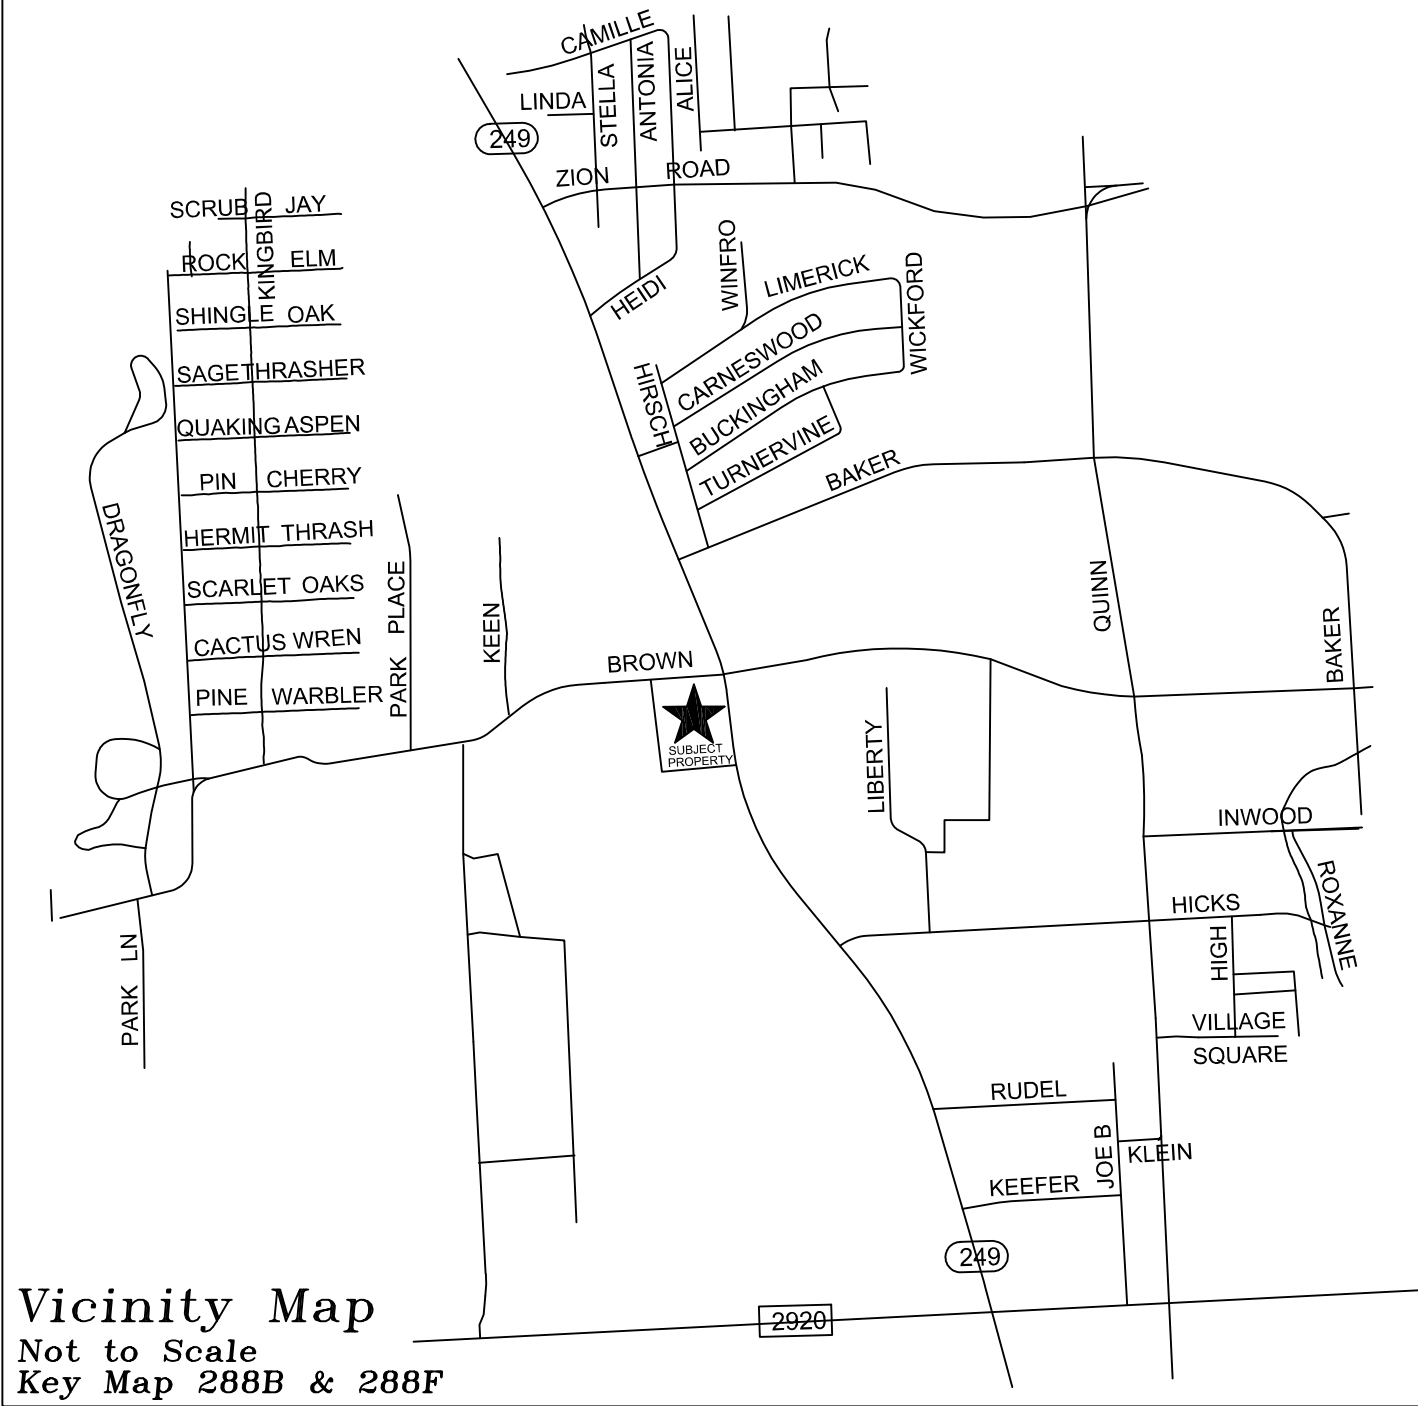 CAMILLE
LINDA
STELLA
ANTONIA
ALICE
249
ZION ROAD
SCRUB JAY
KINGBIRD
ROCK ELM
SHINGLE OAK
SAGETHRASHER
QUAKING ASPEN
PIN CHERRY
HERMIT THRASH
SCARLET OAKS
CACTUS WREN
PINE WARBLER
DRAGONFLY
PARK PLACE
KEEN
HEIDI
WINFRO
LIMERICK
WICKFORD
CARNESWOOD
HIRSCH
BUCKINGHAM
TURNERVINE
BAKER
QUINN
BAKER
BROWN
SUBJECT
PROPERTY
LIBERTY
INWOOD
ROXANNE
HICKS
HIGH
PARK LN
VILLAGE
SQUARE
RUDEL
JOE B
KLEIN
KEEFER
249
2920
Vicinity Map
Not to Scale
Key Map 288B & 288F